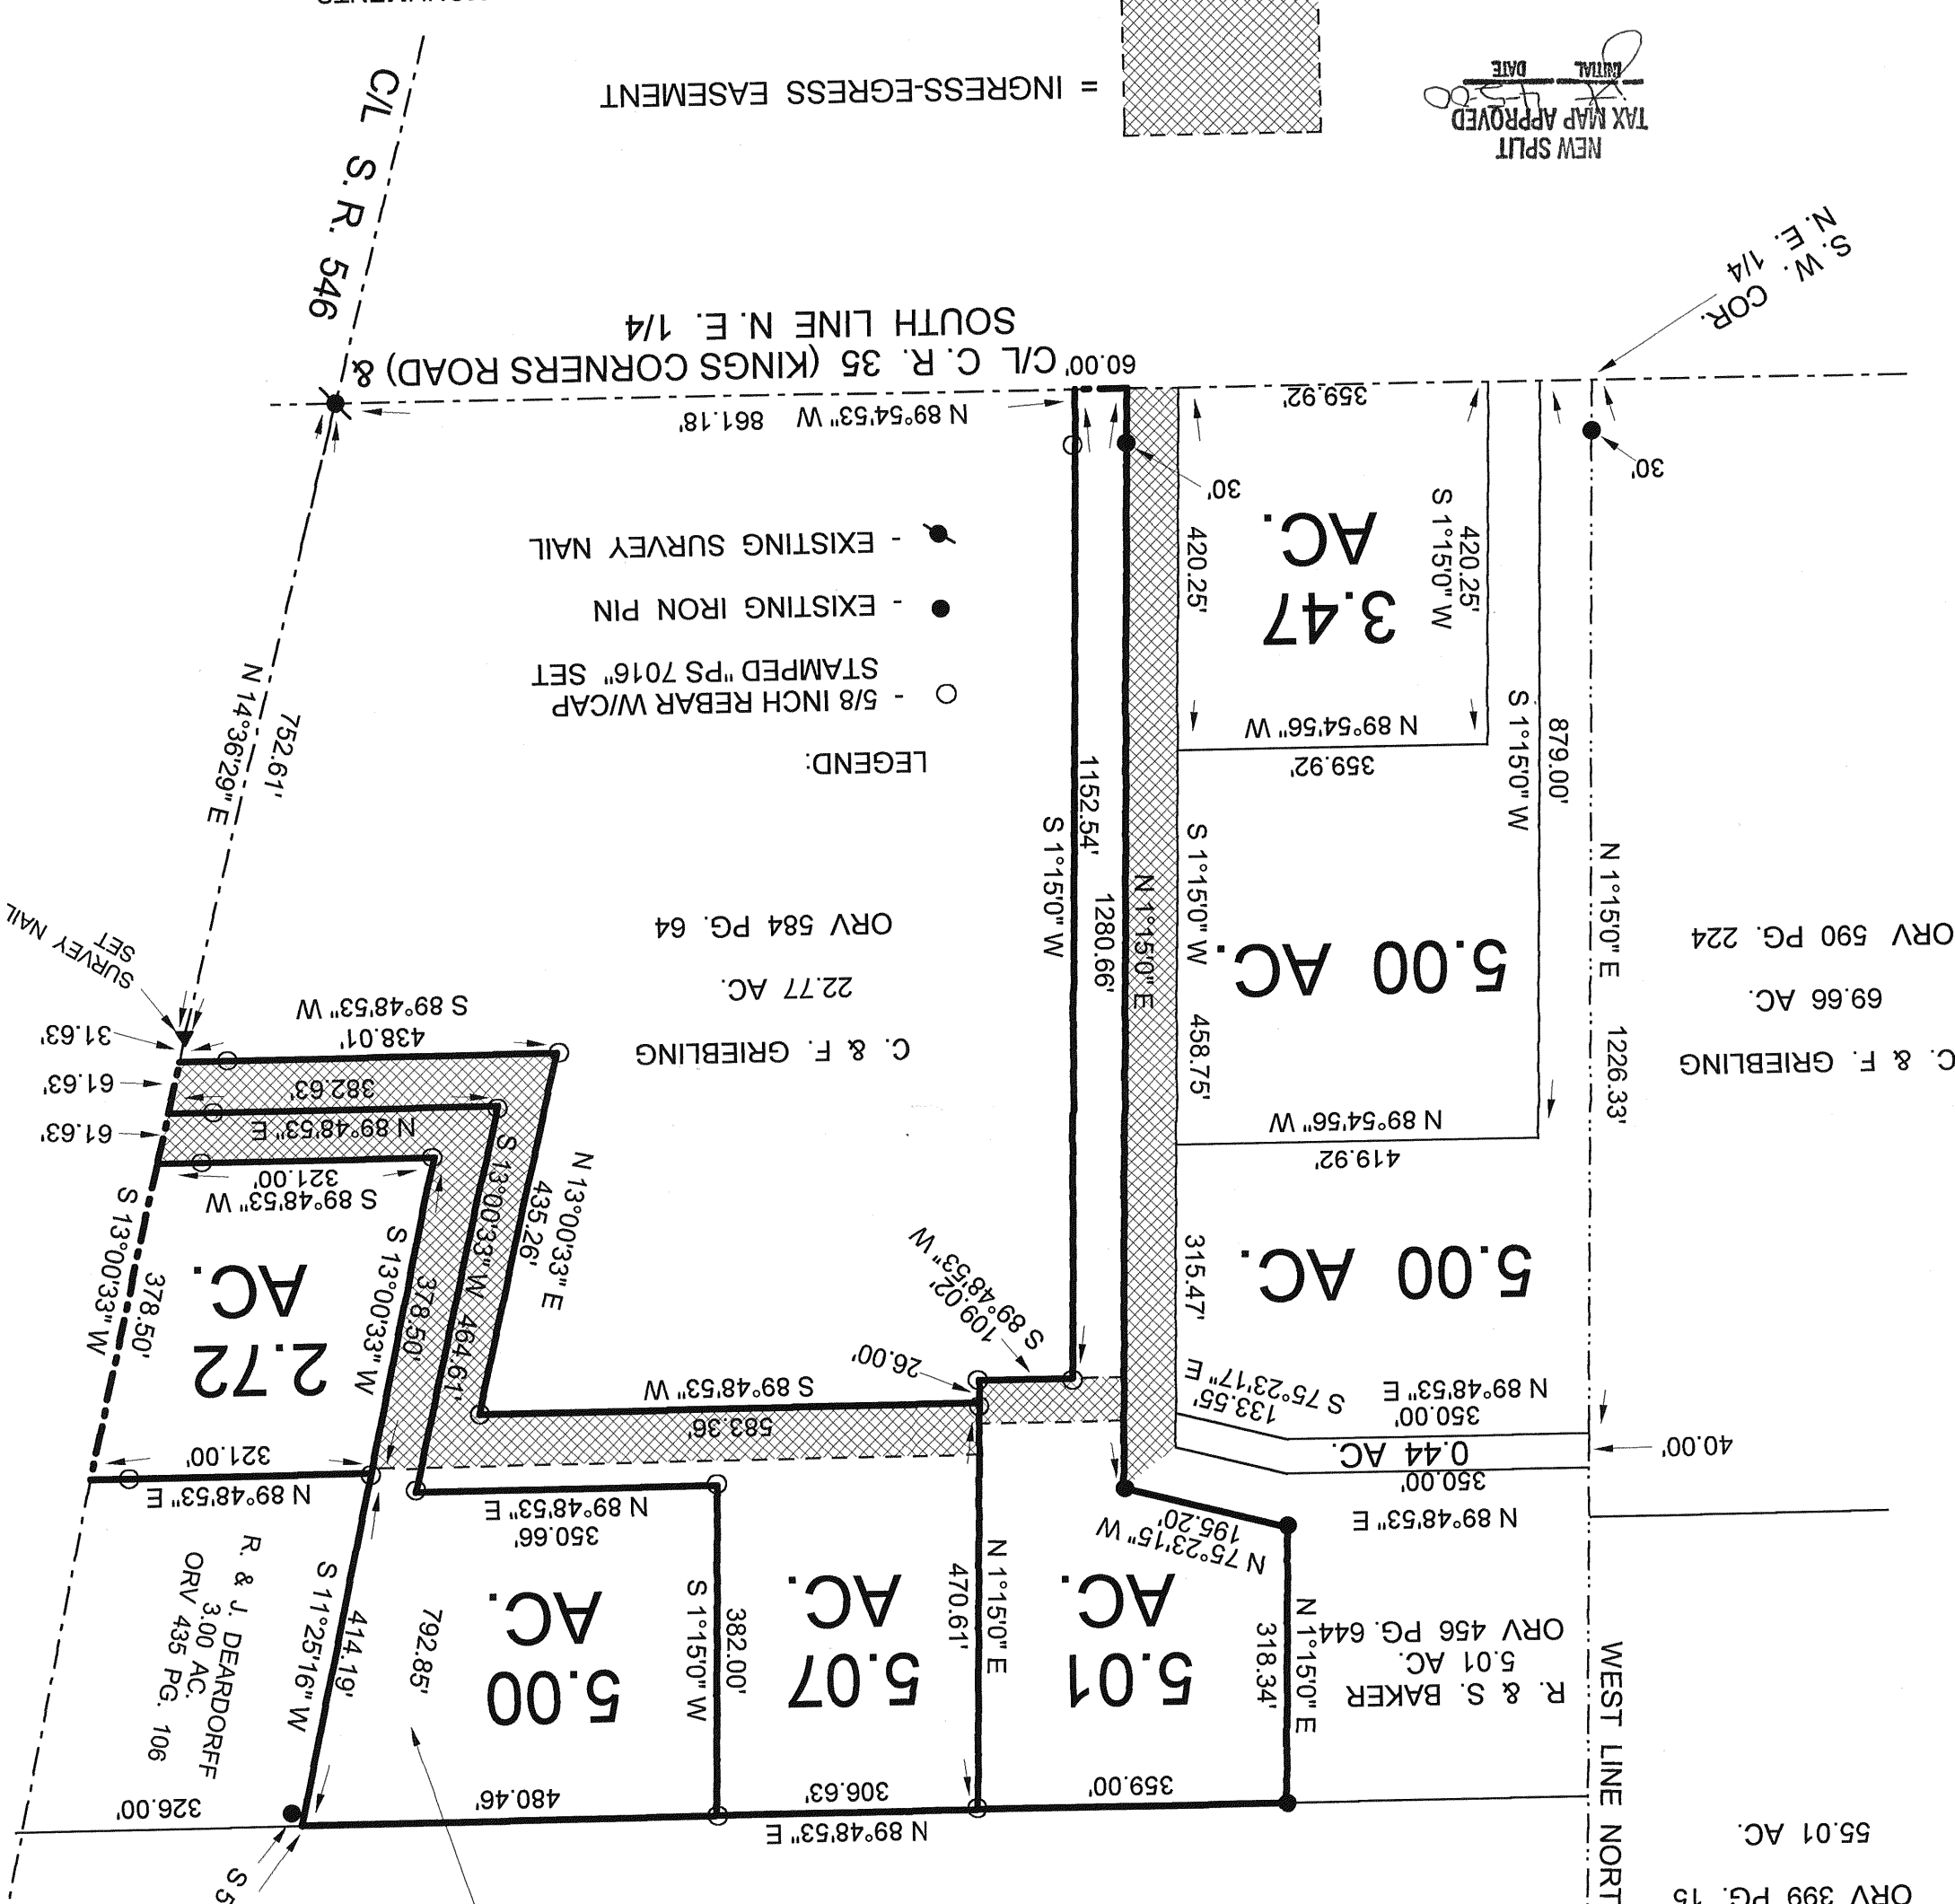 ORV 399 PG. 15
55.01 AC.
WEST LINE NORT
N 89°48'53" E
359.00'
306.63'
480.46'
326.00'
R. & S. BAKER
5.01 AC.
ORV 456 PG. 644
N 1°15'0" E
318.34'
5.01
AC.
N 1°15'0" E
470.61'
5.07
AC.
S 1°15'0" W
382.00'
5.00
AC.
792.85'
S 11°25'16" W
414.19'
R. & J. DEARDORFF
3.00 AC.
ORV 435 PG. 106
N 75°23'15" W
195.20'
N 89°48'53" E
350.00'
0.44 AC.
40.00'
350.00'
N 89°48'53" E
133.55'
S 75°23'17" E
350.66'
N 89°48'53" E
N 89°48'53" E
321.00'
583.36'
S 89°48'53" W
26.00'
109.02'
S 89°48'53" W
2.72
AC.
378.50'
S 13°00'33" W
S 13°00'33" W
378.50'
S 13°00'33" W 464.61'
N 13°00'33" E
435.26'
S 89°48'53" W
321.00'
N 89°48'53" E
382.63'
438.01'
S 89°48'53" W
61.63'
61.63'
31.63'
SURVEY NAIL
SET
5.00 AC.
315.47'
419.92'
N 89°54'56" W
C. & F. GRIEBLING
69.66 AC.
ORV 590 PG. 224
N 1°15'0" E 1226.33'
5.00 AC.
S 1°15'0" W 458.75'
N 1°15'0" E
1280.66'
1152.54'
S 1°15'0" W
C. & F. GRIEBLING
22.77 AC.
ORV 584 PG. 64
879.00'
S 1°15'0" W
359.92'
N 89°54'56" W
3.47
AC.
420.25'
S 1°15'0" W
420.25'
359.92'
30'
30'
LEGEND:
- 5/8 INCH REBAR W/CAP
STAMPED "PS 7016" SET
- EXISTING IRON PIN
- EXISTING SURVEY NAIL
N 14°36'29" E
752.61'
N 89°54'53" W 861.18'
60.00'
C/L C. R. 35 (KINGS CORNERS ROAD) &
SOUTH LINE N. E. 1/4
S. W. COR.
N. E. 1/4
C/L S. R. 546
NEW SPLIT
TAX MAP APPROVED
INITIAL DATE
= INGRESS-EGRESS EASEMENT